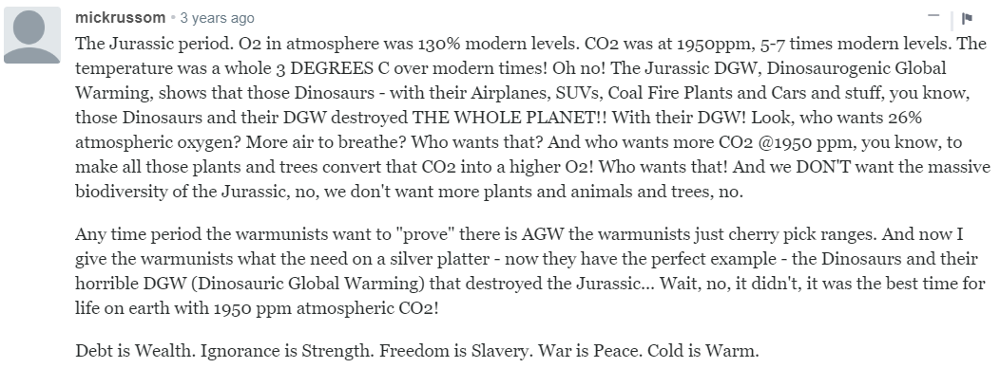 mickrussom • 3 years ago
The Jurassic period. O2 in atmosphere was 130% modern levels. CO2 was at 1950ppm, 5-7 times modern levels. The
temperature was a whole 3 DEGREES C over modern times! Oh no! The Jurassic DGW, Dinosaurogenic Global
Warming, shows that those Dinosaurs - with their Airplanes, SUVs, Coal Fire Plants and Cars and stuff, you know,
those Dinosaurs and their DGW destroyed THE WHOLE PLANET!! With their DGW! Look, who wants 26%
atmospheric oxygen? More air to breathe? Who wants that? And who wants more CO2 @1950 ppm, you know, to
make all those plants and trees convert that CO2 into a higher O2! Who wants that! And we DON'T want the massive
biodiversity of the Jurassic, no, we don't want more plants and animals and trees, no.
Any time period the warmunists want to "prove" there is AGW the warmunists just cherry pick ranges. And now I
give the warmunists what the need on a silver platter - now they have the perfect example - the Dinosaurs and their
horrible DGW (Dinosauric Global Warming) that destroyed the Jurassic... Wait, no, it didn't, it was the best time for
life on earth with 1950 ppm atmospheric CO2!
Debt is Wealth. Ignorance is Strength. Freedom is Slavery. War is Peace. Cold is Warm.